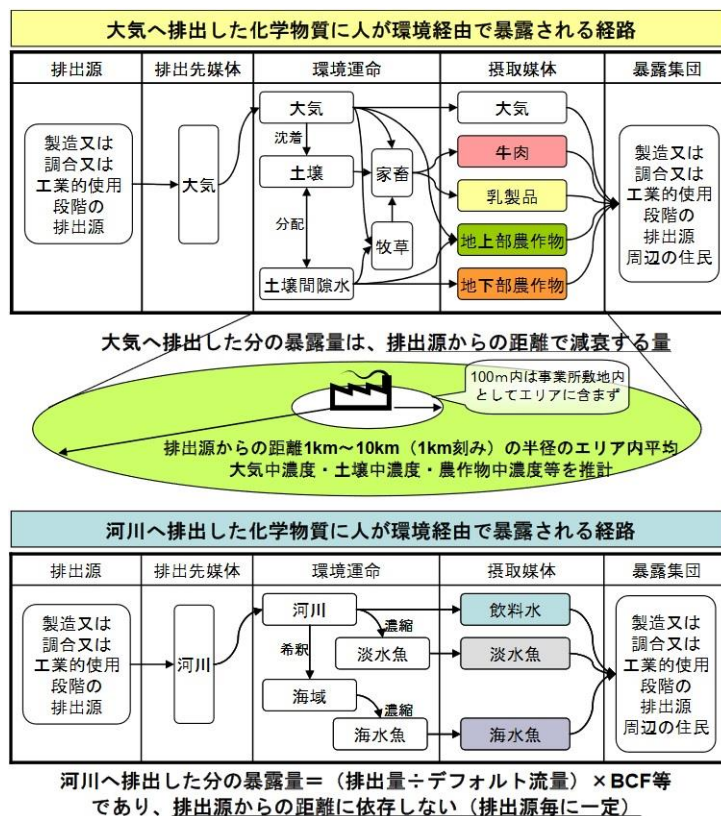 大気へ排出した化学物質に人が環境経由で暴露される経路
排出源
排出先媒体
環境運命
摂取媒体
暴露集団
製造又は
調合又は
工業的使用
段階の
排出源
大気
大気
沈着
土壌
分配
土壌間隙水
家畜
牧草
大気
牛肉
乳製品
地上部農作物
地下部農作物
製造又は
調合又は
工業的使用
段階の
排出源
周辺の住民
大気へ排出した分の暴露量は、排出源からの距離で減衰する量
100m内は事業所敷地内
としてエリアに含まず
排出源からの距離1km～10km（1km刻み）の半径のエリア内平均
大気中濃度・土壌中濃度・農作物中濃度等を推計
河川へ排出した化学物質に人が環境経由で暴露される経路
排出源
排出先媒体
環境運命
摂取媒体
暴露集団
製造又は
調合又は
工業的使用
段階の
排出源
河川
河川
濃縮
希釈
淡水魚
海域
濃縮
海水魚
飲料水
淡水魚
海水魚
製造又は
調合又は
工業的使用
段階の
排出源
周辺の住民
河川へ排出した分の暴露量＝（排出量÷デフォルト流量）×BCF等
であり、排出源からの距離に依存しない（排出源毎に一定）